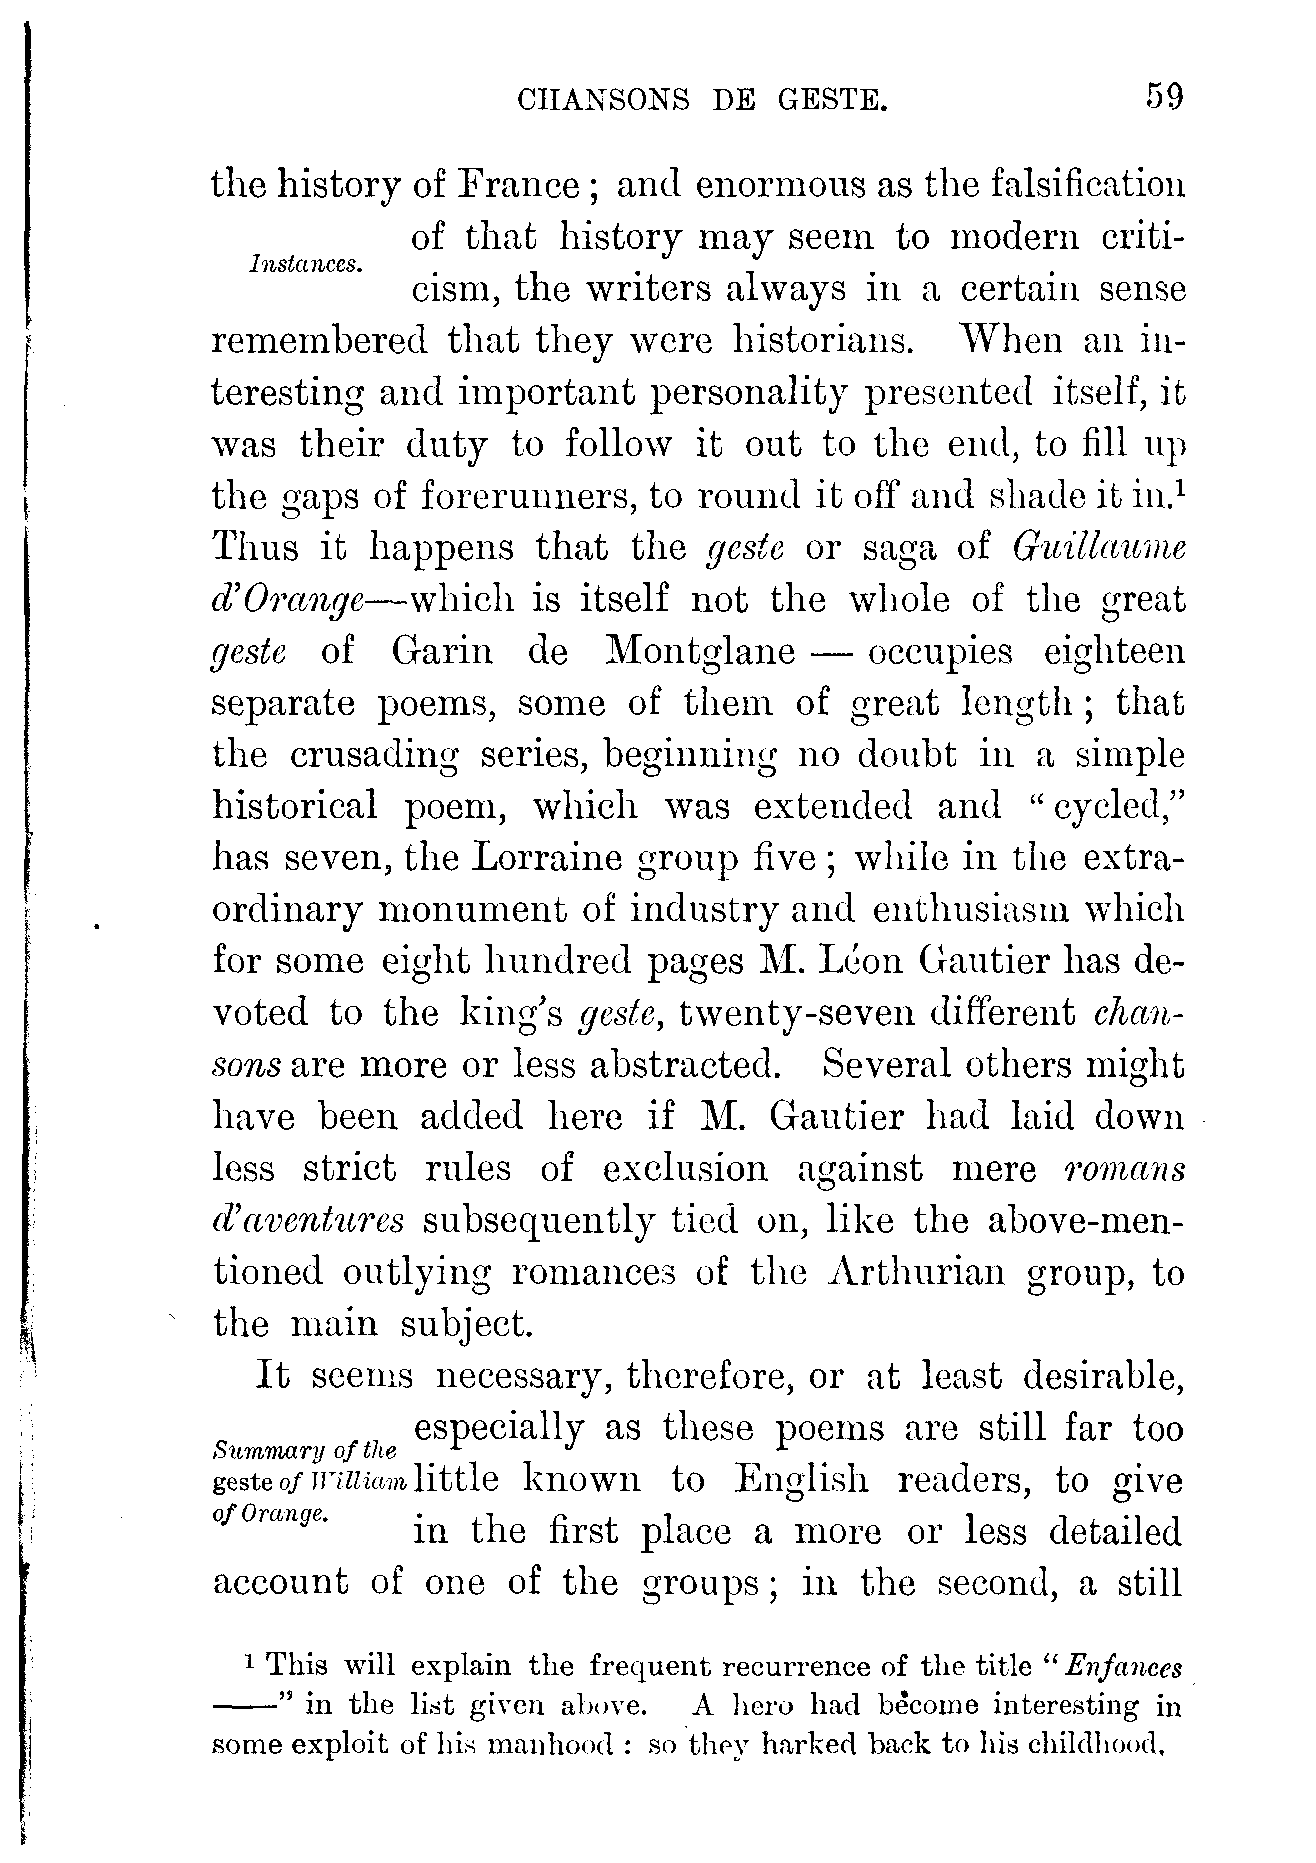 CHANSONS DE GESTE. 59
the history of France; and enormous as the falsification
of that history may seem to modern criti-
Instances.
cism, the writers always in a certain sense
remembered that they were historians. When an in-
teresting and important personality presented itself, it
was their duty to follow it out to the end, to fill up
the gaps of forerunners, to round it off and shade it in.¹
Thus it happens that the geste or saga of Guillaume
d'Orange—which is itself not the whole of the great
geste of Garin de Montglane — occupies eighteen
separate poems, some of them of great length; that
the crusading series, beginning no doubt in a simple
historical poem, which was extended and "cycled,"
has seven, the Lorraine group five; while in the extra-
ordinary monument of industry and enthusiasm which
for some eight hundred pages M. Léon Gautier has de-
voted to the king's geste, twenty-seven different chan-
sons are more or less abstracted. Several others might
have been added here if M. Gautier had laid down
less strict rules of exclusion against mere romans
d'aventures subsequently tied on, like the above-men-
tioned outlying romances of the Arthurian group, to
the main subject.
It seems necessary, therefore, or at least desirable,
especially as these poems are still far too
Summary of the
geste of William little known to English readers, to give
of Orange.
in the first place a more or less detailed
account of one of the groups; in the second, a still
¹ This will explain the frequent recurrence of the title "Enfances
——" in the list given above. A hero had become interesting in
some exploit of his manhood: so they harked back to his childhood.